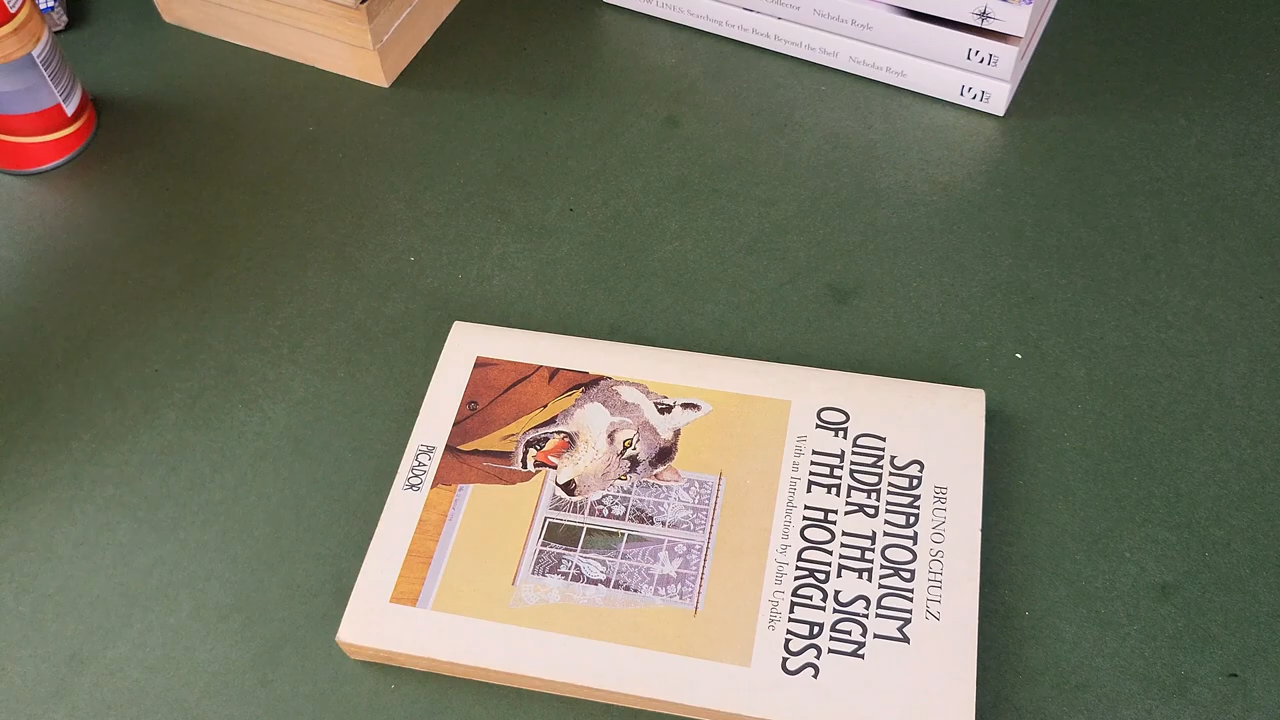 Collector Nicholas Royle
LINES: Searching for the Book Beyond the Shelf Nicholas Royle
BRUNO SCHULZ
SANATORIUM
UNDER THE SIGN
OF THE HOURGLASS
With an Introduction by John Updike
PICADOR